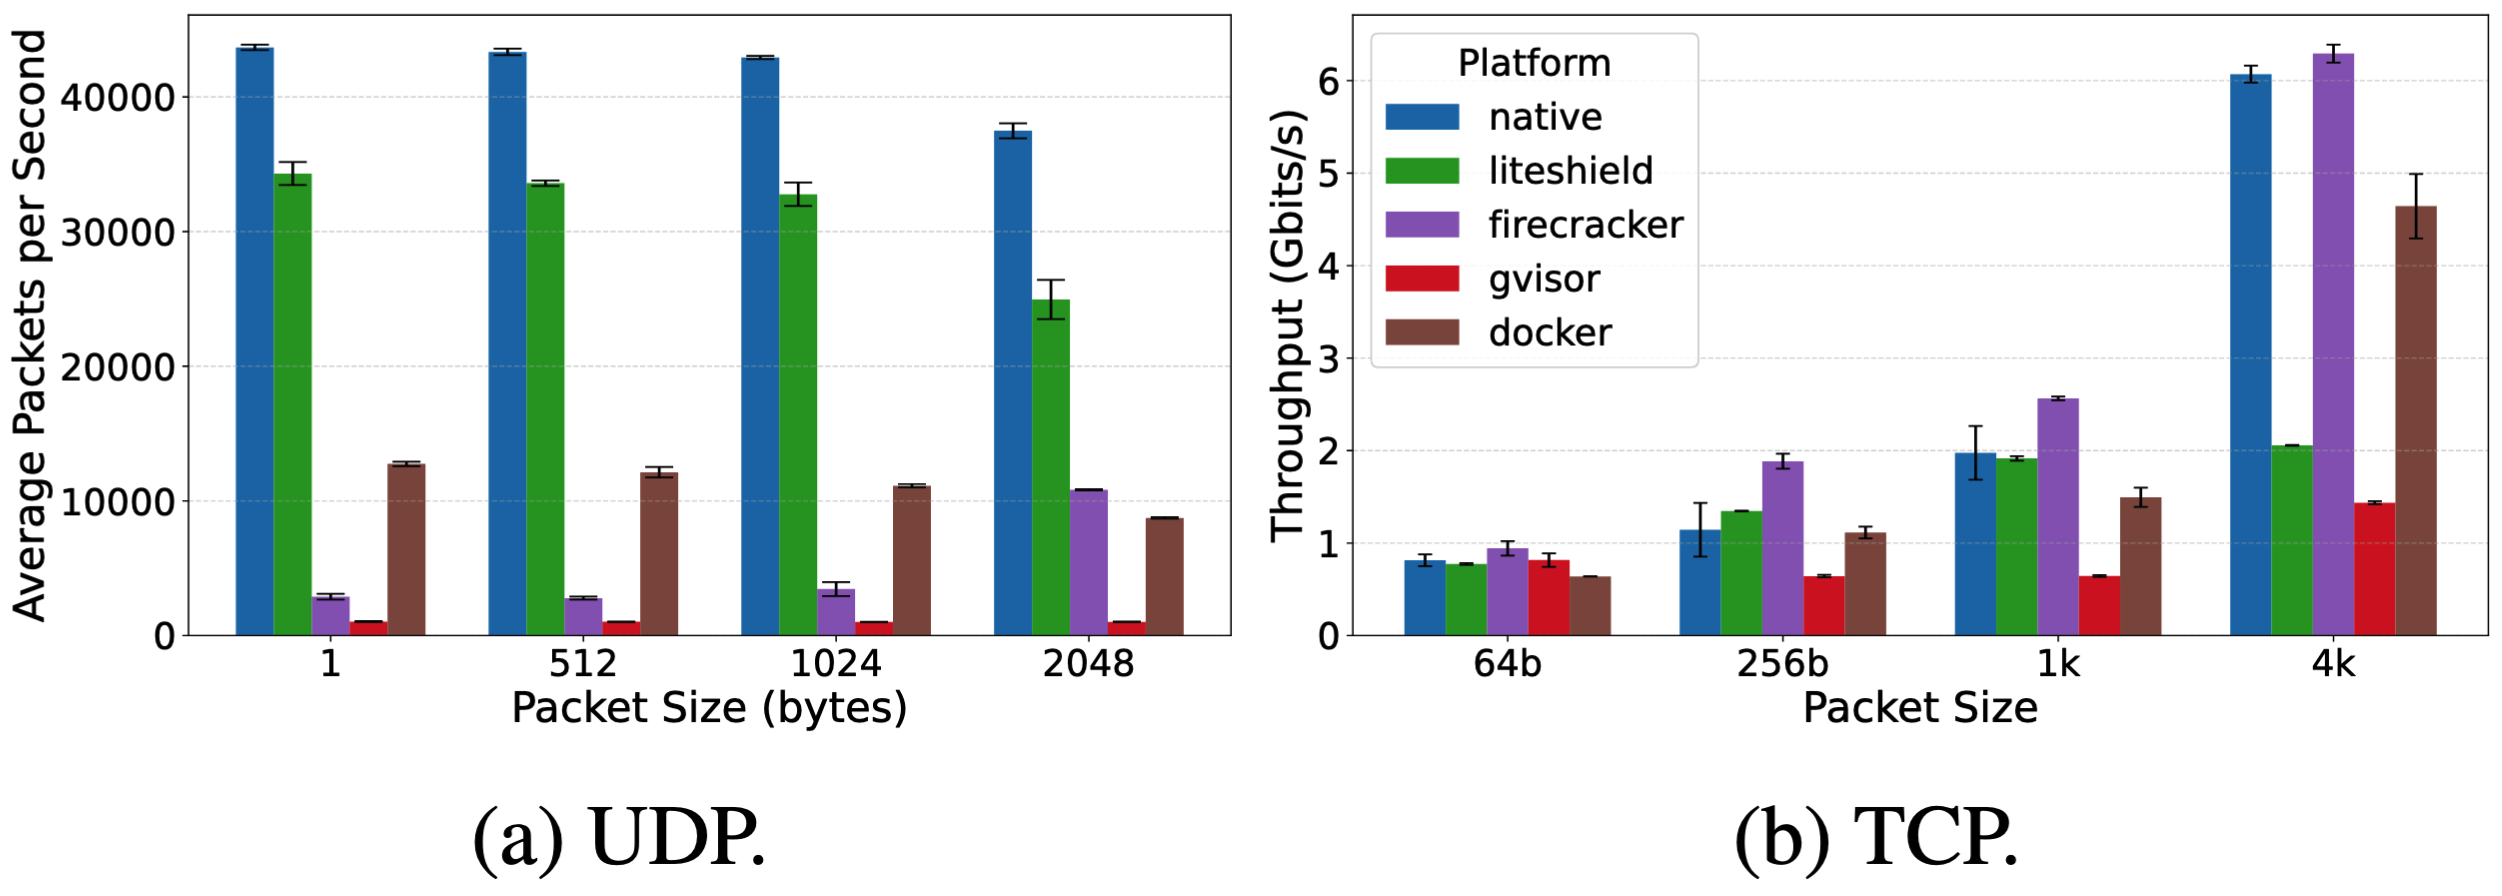 Average Packets per Second
40000
30000
20000
10000
0
1 512 1024 2048
Packet Size (bytes)
(a) UDP.
Throughput (Gbits/s)
6
5
4
3
2
1
0
Platform
native
liteshield
firecracker
gvisor
docker
64b 256b 1k 4k
Packet Size
(b) TCP.